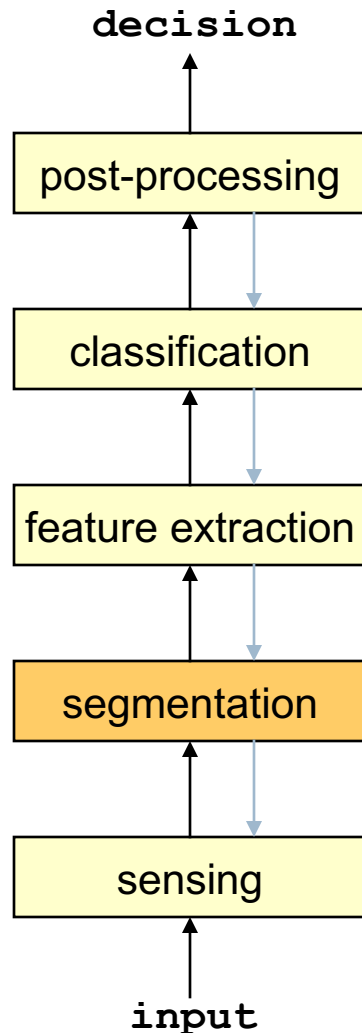 decision
post-processing
classification
feature extraction
segmentation
sensing
input